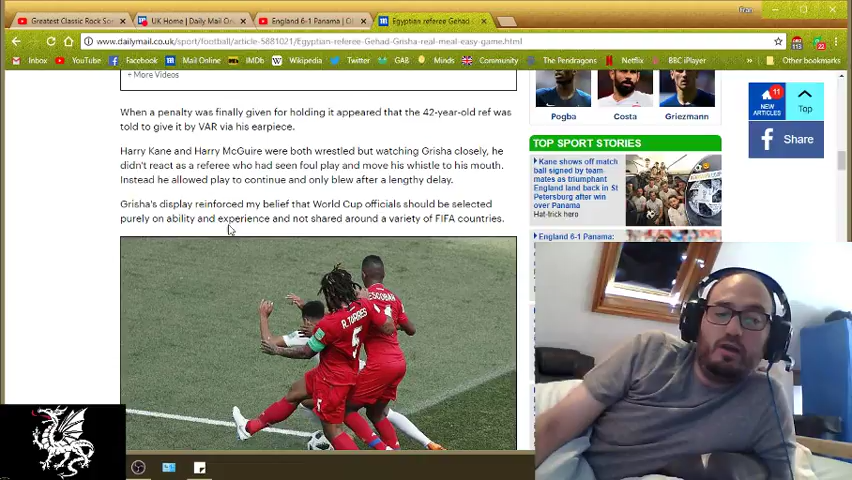 Fran
Greatest Classic Rock Son
UK Home | Daily Mail On
England 6-1 Panama | Ci
Egyptian referee Gehad
www.dailymail.co.uk/sport/football/article-5881021/Egyptian-referee-Gehad-Grisha-real-meal-easy-game.html
113
22
Inbox YouTube Facebook Mail Online IMDb Wikipedia Twitter GAB Minds Community The Pendragons Netflix BBC iPlayer Other bookmarks
+ More Videos
When a penalty was finally given for holding it appeared that the 42-year-old ref was
told to give it by VAR via his earpiece.
Harry Kane and Harry McGuire were both wrestled but watching Grisha closely, he
didn't react as a referee who had seen foul play and move his whistle to his mouth.
Instead he allowed play to continue and only blew after a lengthy delay.
Grisha's display reinforced my belief that World Cup officials should be selected
purely on ability and experience and not shared around a variety of FIFA countries.
ESCOBAR
R.TORRES
5
Pogba
Costa
Griezmann
TOP SPORT STORIES
Kane shows off match
ball signed by team-
mates as triumphant
England land back in St
Petersburg after win
over Panama
Hat-trick hero
England 6-1 Panama:
11
NEW
ARTICLES
Top
Share